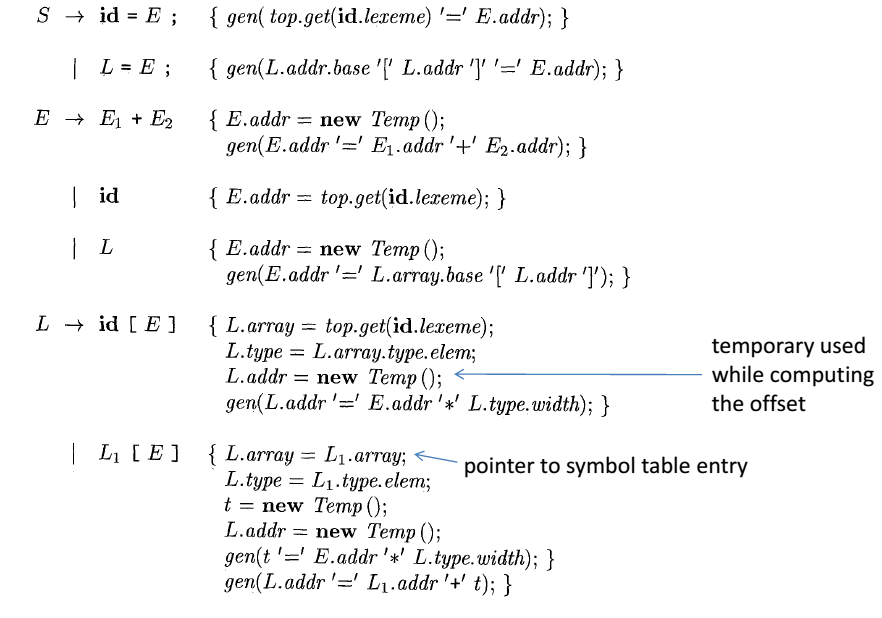 S → id = E ; { gen( top.get(id.lexeme) '=' E.addr); }
| L = E ; { gen(L.addr.base '[' L.addr ']' '=' E.addr); }
E → E₁ + E₂ { E.addr = new Temp();
gen(E.addr '=' E₁.addr '+' E₂.addr); }
| id { E.addr = top.get(id.lexeme); }
| L { E.addr = new Temp();
gen(E.addr '=' L.array.base '[' L.addr ']'); }
L → id [ E ] { L.array = top.get(id.lexeme);
L.type = L.array.type.elem;
L.addr = new Temp();
gen(L.addr '=' E.addr '*' L.type.width); }
temporary used
while computing
the offset
| L₁ [ E ] { L.array = L₁.array;
pointer to symbol table entry
L.type = L₁.type.elem;
t = new Temp();
L.addr = new Temp();
gen(t '=' E.addr '*' L.type.width); }
gen(L.addr '=' L₁.addr '+' t); }